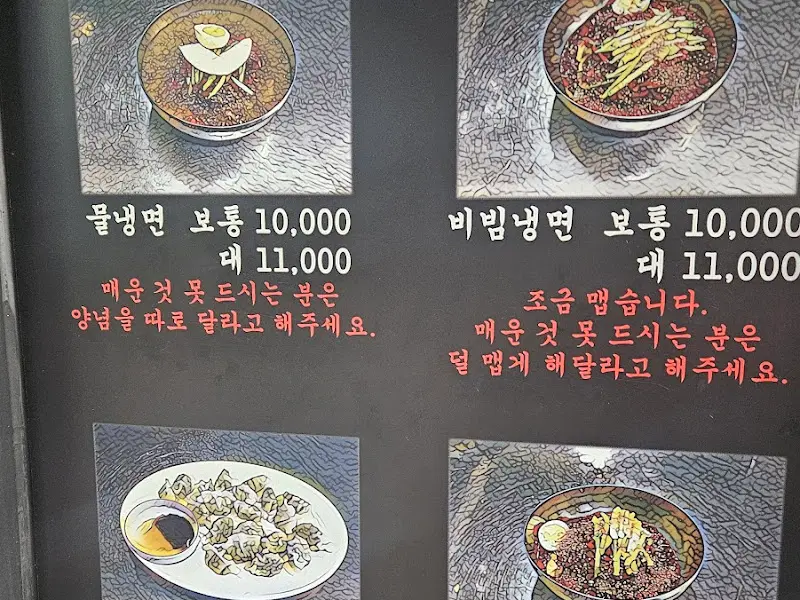 물냉면 보통 10,000
대 11,000
매운 것 못 드시는 분은
양념을 따로 달라고 해주세요.
비빔냉면 보통 10,000
대 11,000
조금 맵습니다.
매운 것 못 드시는 분은
덜 맵게 해달라고 해주세요.